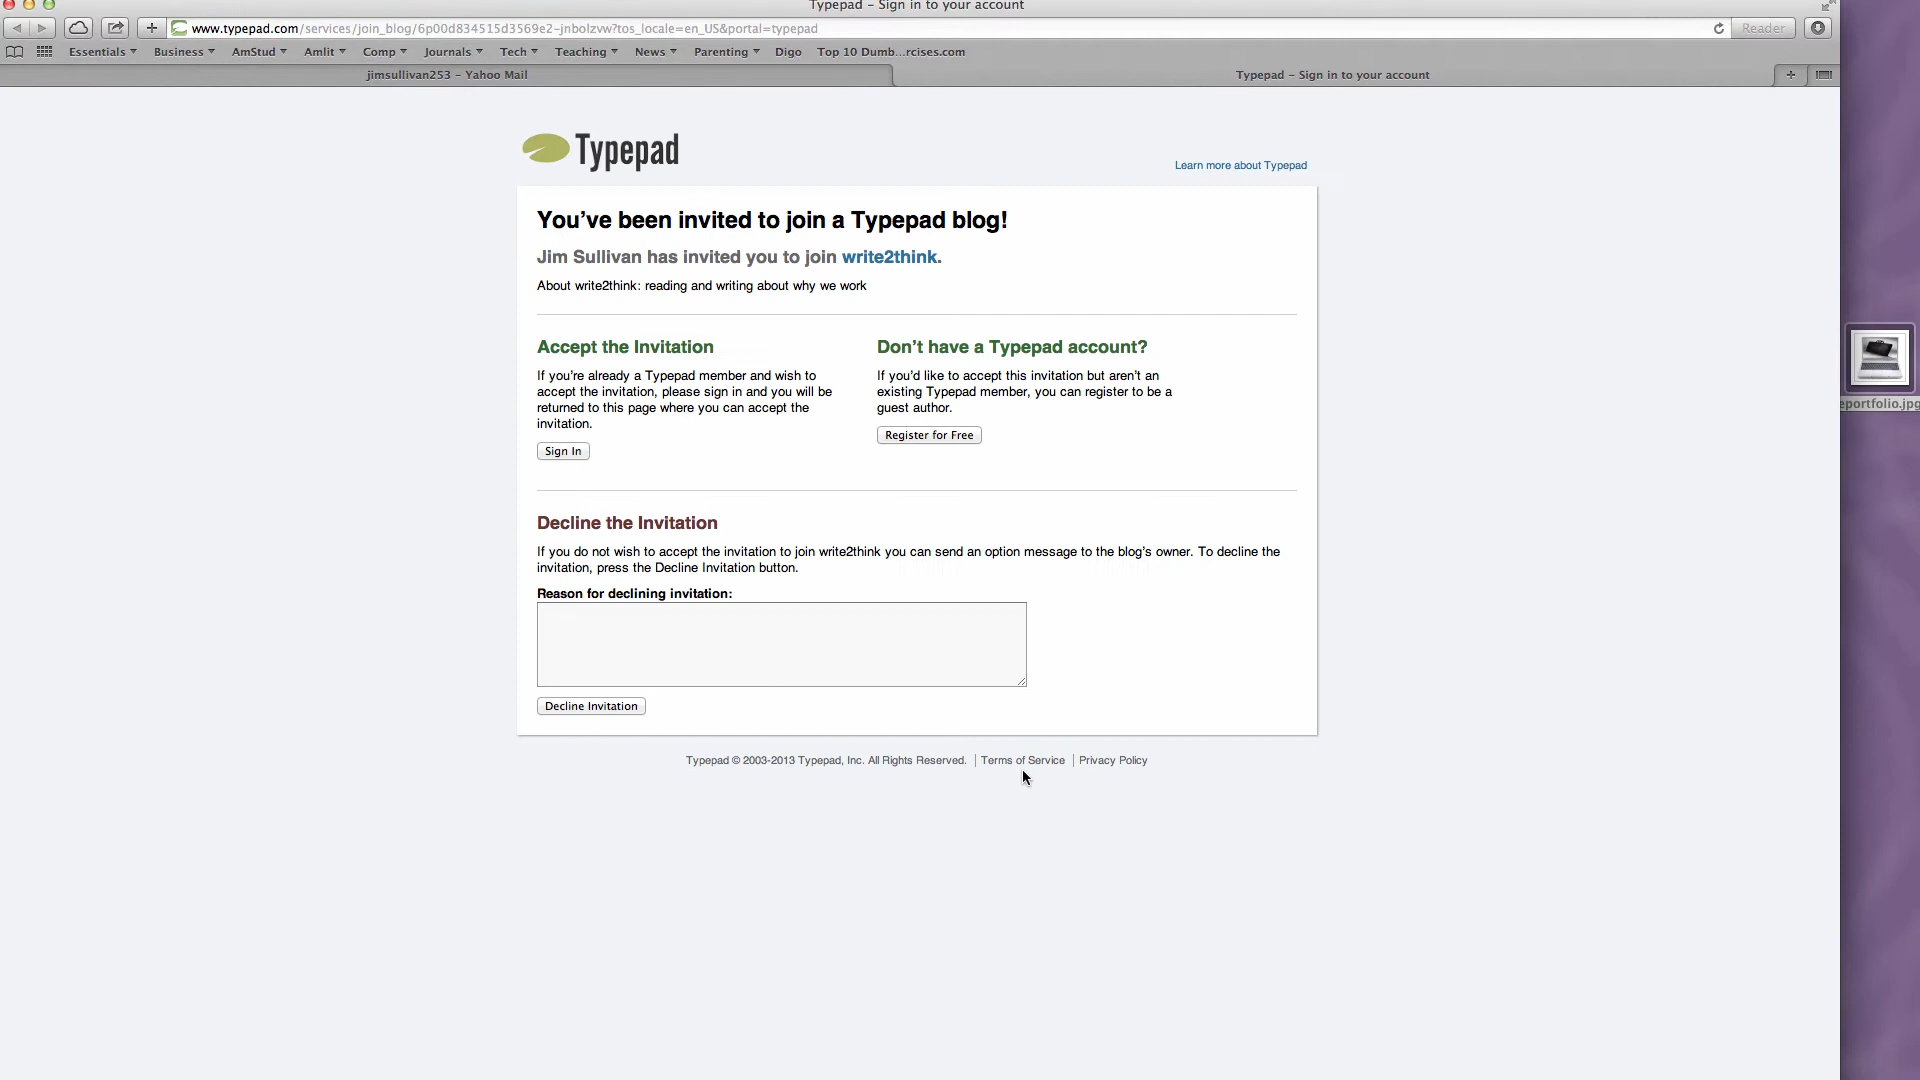 Typepad – Sign in to your account
www.typepad.com/services/join_blog/6p00d834515d3569e2-jnbolzvw?tos_locale=en_US&portal=typepad
Reader
Essentials Business AmStud Amlit Comp Journals Tech Teaching News Parenting Digo Top 10 Dumb...rcises.com
jimsullivan253 – Yahoo Mail
Typepad – Sign in to your account
Typepad
Learn more about Typepad
You've been invited to join a Typepad blog!
Jim Sullivan has invited you to join write2think.
About write2think: reading and writing about why we work
Accept the Invitation
If you're already a Typepad member and wish to
accept the invitation, please sign in and you will be
returned to this page where you can accept the
invitation.
Sign In
Don't have a Typepad account?
If you'd like to accept this invitation but aren't an
existing Typepad member, you can register to be a
guest author.
Register for Free
Decline the Invitation
If you do not wish to accept the invitation to join write2think you can send an option message to the blog's owner. To decline the
invitation, press the Decline Invitation button.
Reason for declining invitation:
Decline Invitation
Typepad © 2003-2013 Typepad, Inc. All Rights Reserved. Terms of Service Privacy Policy
eportfolio.jpg